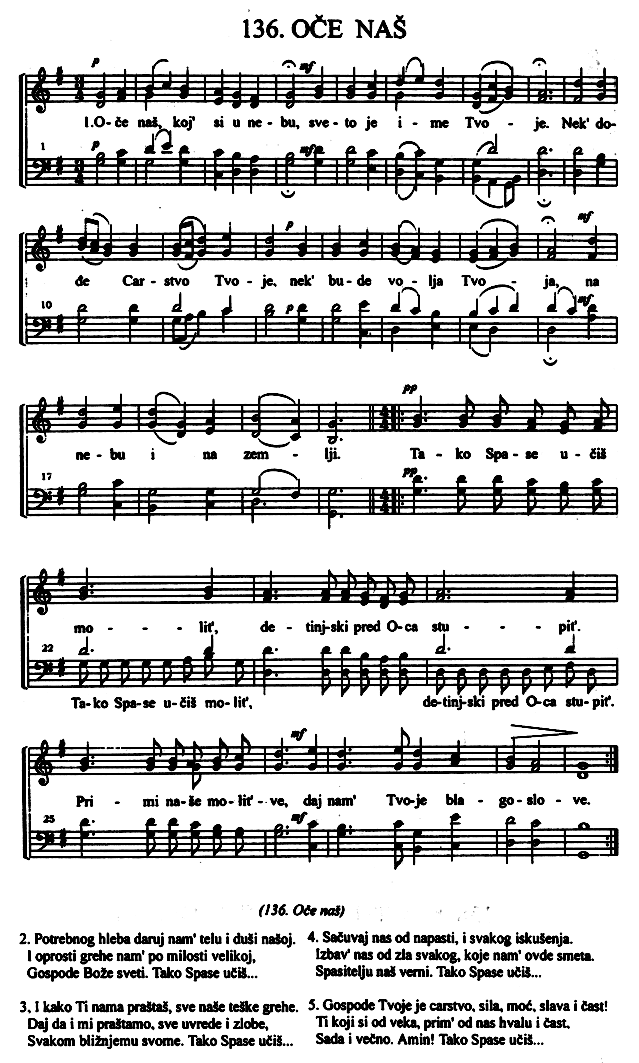 136. OČE NAŠ
p mf
1.O-če naš, koj' si u ne-bu, sve-to je i-me Tvo-je. Nek' do-
1 p mf
p mf
đe Car-stvo Tvo-je, nek' bu-de vo-lja Tvo-ja, na
10 p mf
pp
ne-bu i na zem-lji. Ta-ko Spa-se u-čiš
17 pp
mo-lit', de-tinj-ski pred O-ca stu-pit'.
22
Ta-ko Spa-se u-čiš mo-lit', de-tinj-ski pred O-ca stu-pit'.
mf
Pri-mi na-še mo-lit'-ve, daj nam' Tvo-je bla-go-slo-ve.
25 mf
(136. Oče naš)
2. Potrebnog hleba daruj nam' telu i duši našoj.
I oprosti grehe nam' po milosti velikoj,
Gospode Bože sveti. Tako Spase učiš...
3. I kako Ti nama praštaš, sve naše teške grehe.
Daj da i mi praštamo, sve uvrede i zlobe,
Svakom bližnjemu svome. Tako Spase učiš...
4. Sačuvaj nas od napasti, i svakog iskušenja.
Izbav' nas od zla svakog, koje nam' ovde smeta.
Spasitelju naš verni. Tako Spase učiš...
5. Gospode Tvoje je carstvo, sila, moć, slava i čast!
Ti koji si od veka, prim' od nas hvalu i čast,
Sada i večno. Amin! Tako Spase učiš...